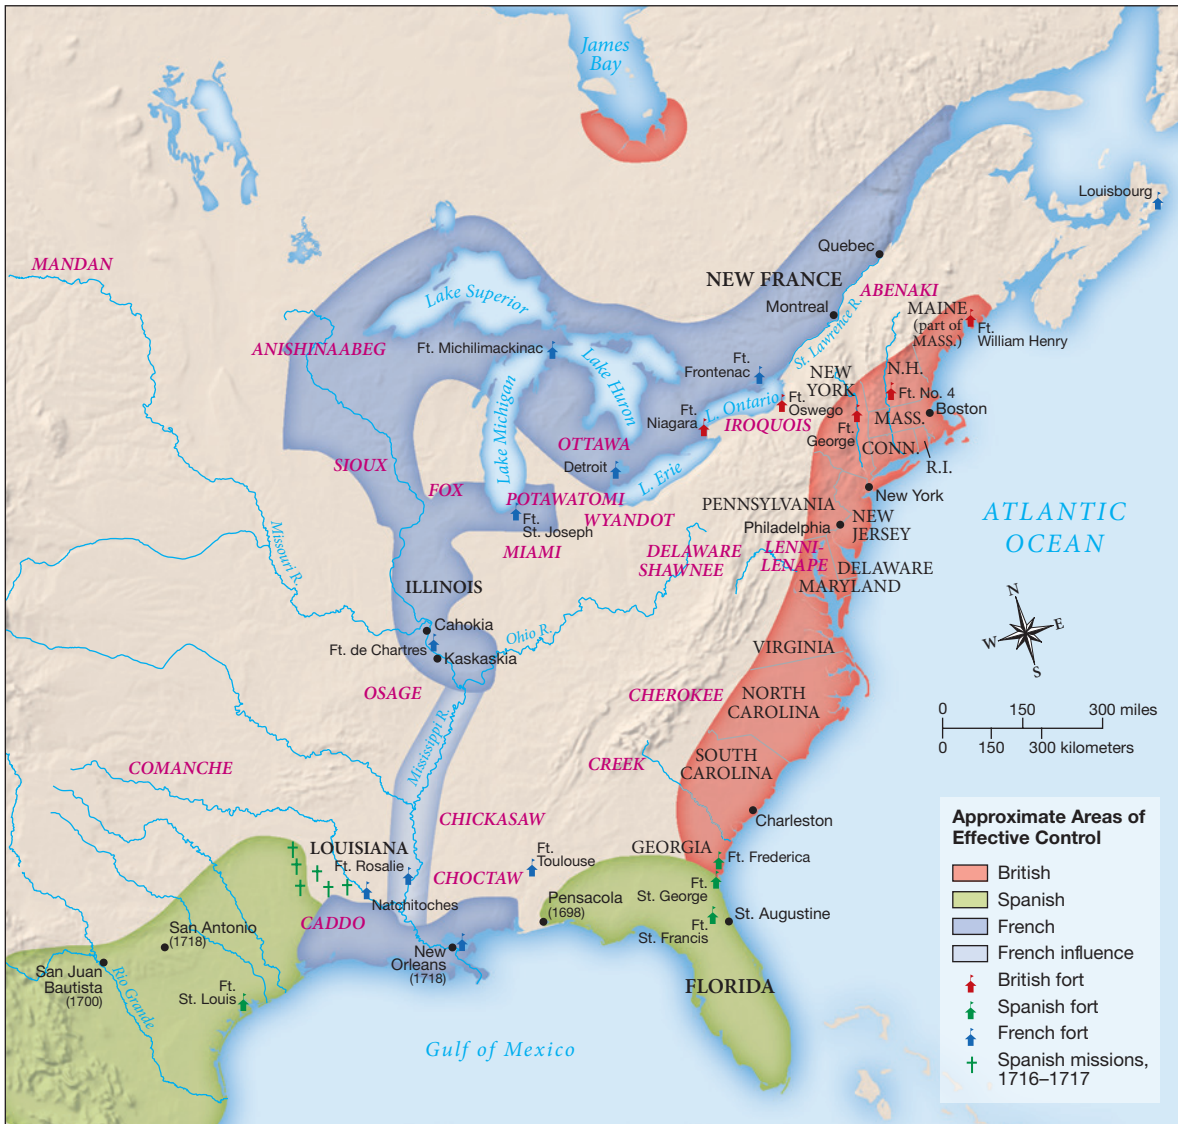 James
Bay
Louisbourg
Quebec
MANDAN
NEW FRANCE
ABENAKI
Lake Superior
Montreal
MAINE
(part of
MASS.)
Ft.
William Henry
St. Lawrence R.
ANISHINAABEG
Ft. Michilimackinac
Lake Huron
Ft.
Frontenac
NEW
YORK
N.H.
Ft. No. 4
Lake Michigan
L. Ontario
Ft.
Oswego
Ft.
Niagara
IROQUOIS
Ft.
George
MASS.
Boston
CONN.
R.I.
OTTAWA
Detroit
L. Erie
SIOUX
FOX
POTAWATOMI
WYANDOT
Ft.
St. Joseph
MIAMI
PENNSYLVANIA
New York
Philadelphia
NEW
JERSEY
ATLANTIC
OCEAN
Missouri R.
DELAWARE
SHAWNEE
LENNI-
LENAPE
DELAWARE
MARYLAND
ILLINOIS
Cahokia
Ft. de Chartres
Kaskaskia
Ohio R.
VIRGINIA
N
W
E
S
OSAGE
CHEROKEE
NORTH
CAROLINA
0 150 300 miles
0 150 300 kilometers
Mississippi R.
COMANCHE
CREEK
SOUTH
CAROLINA
CHICKASAW
Charleston
LOUISIANA
Ft. Rosalie
Ft.
Toulouse
GEORGIA
Ft. Frederica
CHOCTAW
Natchitoches
Ft.
St. George
Pensacola
(1698)
CADDO
San Antonio
(1718)
St. Augustine
Ft.
St. Francis
New
Orleans
(1718)
San Juan
Bautista
(1700)
Rio Grande
Ft.
St. Louis
FLORIDA
Gulf of Mexico
Approximate Areas of
Effective Control
British
Spanish
French
French influence
British fort
Spanish fort
French fort
Spanish missions,
1716–1717